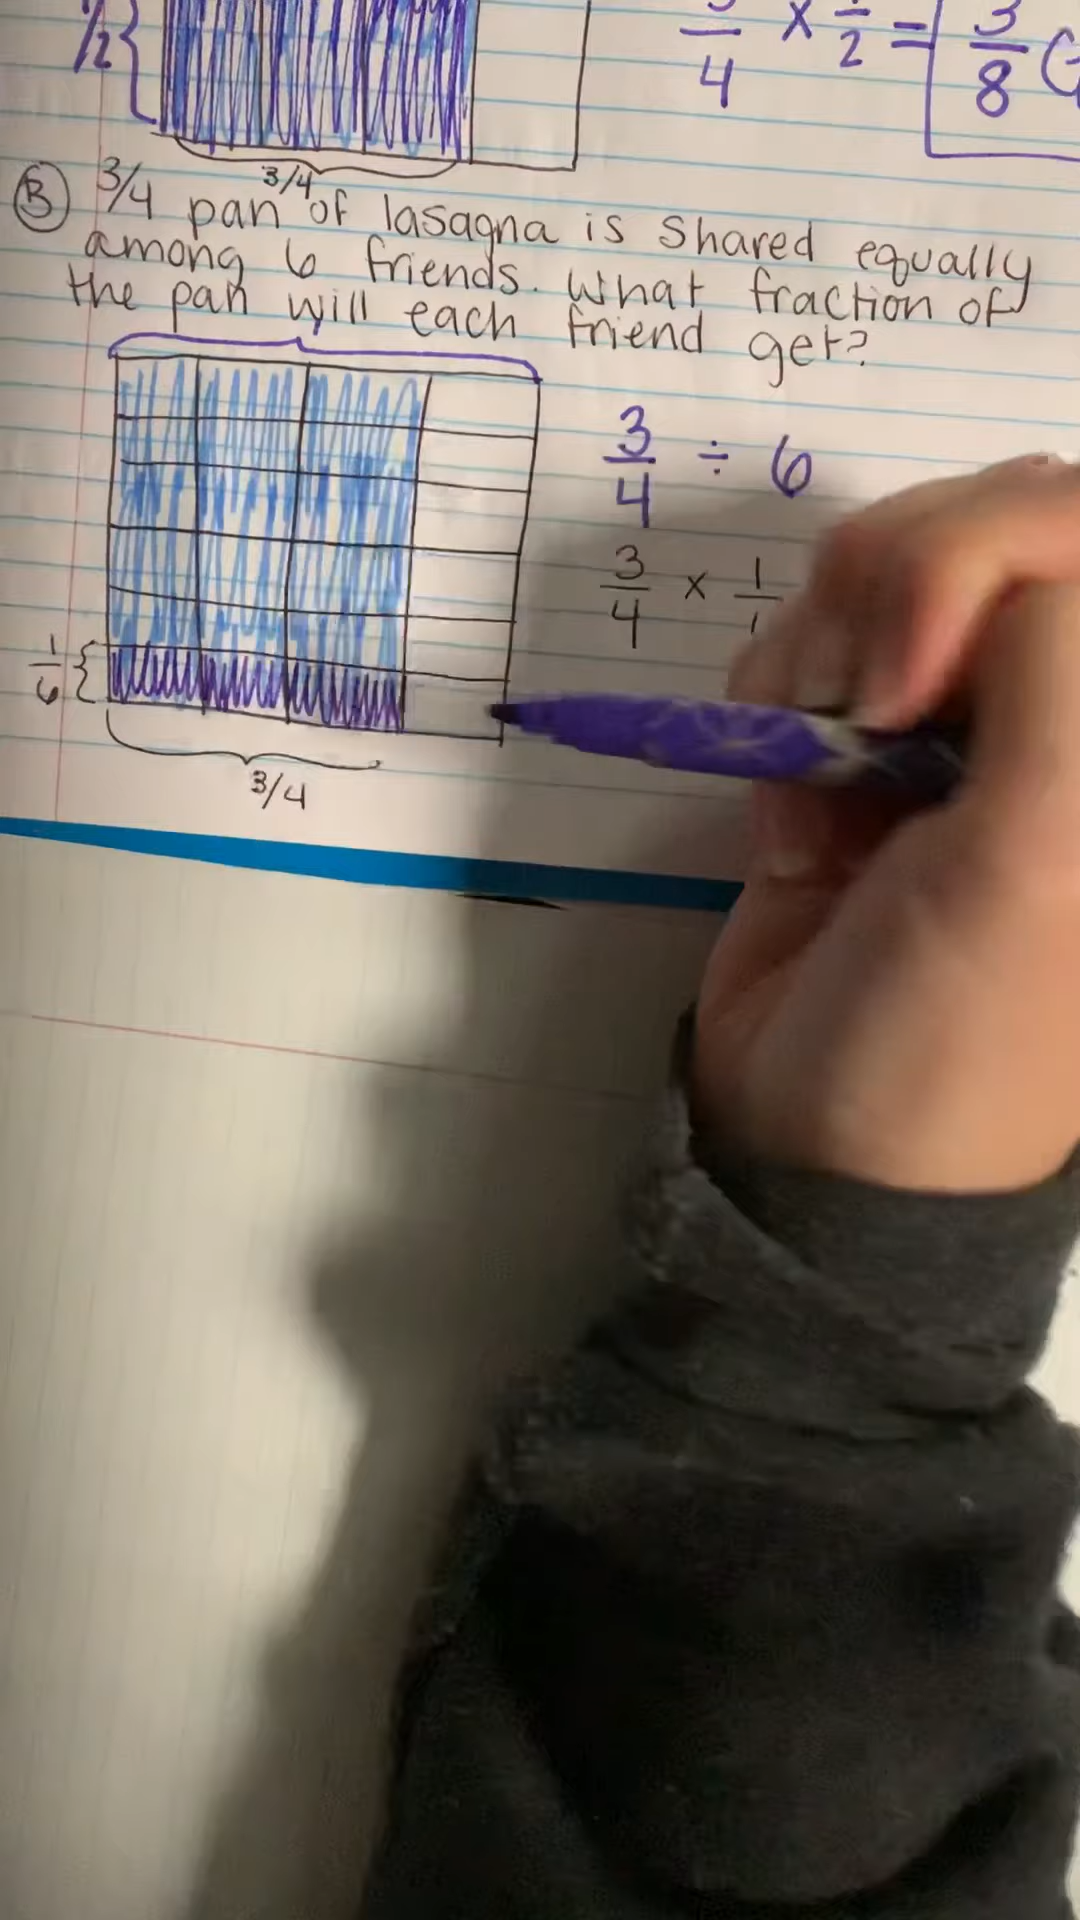 1/2
3/4
4 × 1/2 = 3/8
B 3/4 pan of lasagna is shared equally
among 6 friends. What fraction of
the pan will each friend get?
3/4 ÷ 6
3/4 × 1/
1/6
3/4